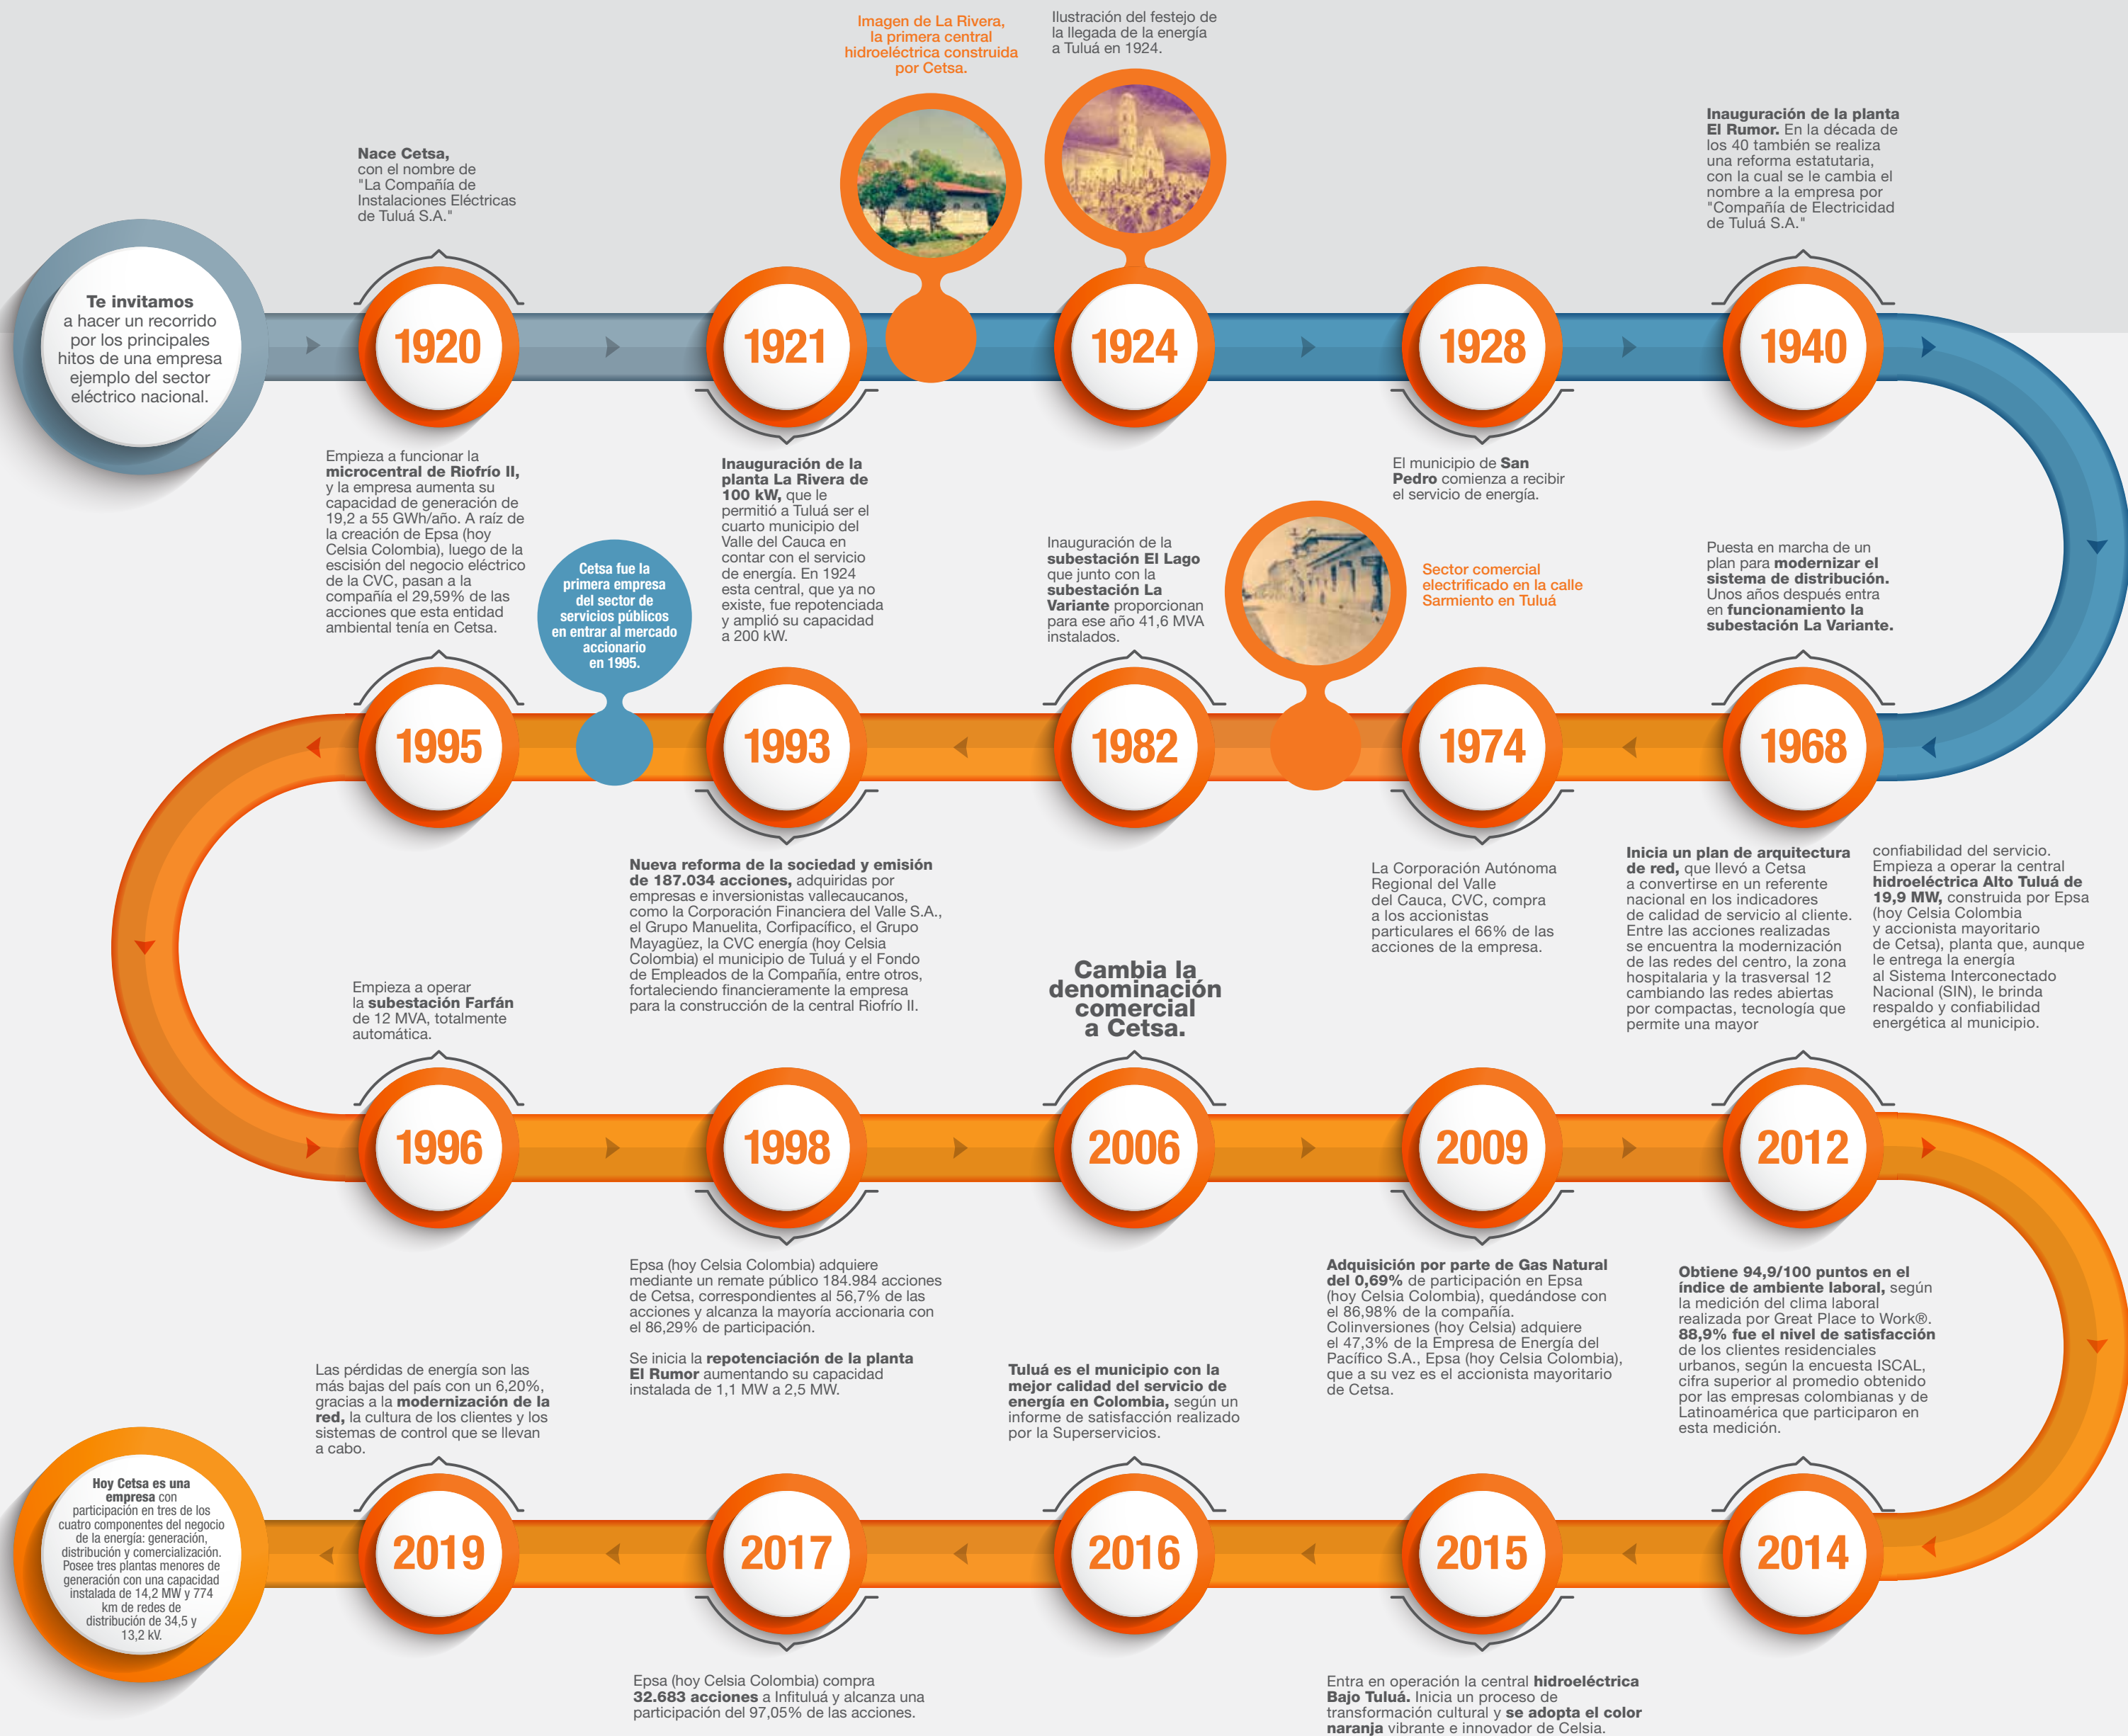 Te invitamos
a hacer un recorrido
por los principales
hitos de una empresa
ejemplo del sector
eléctrico nacional.
Nace Cetsa,
con el nombre de
"La Compañía de
Instalaciones Eléctricas
de Tuluá S.A."
1920
1921
Inauguración de la
planta La Rivera de
100 kW, que le
permitió a Tuluá ser el
cuarto municipio del
Valle del Cauca en
contar con el servicio
de energía. En 1924
esta central, que ya no
existe, fue repotenciada
y amplió su capacidad
a 200 kW.
Imagen de La Rivera,
la primera central
hidroeléctrica construida
por Cetsa.
Ilustración del festejo de
la llegada de la energía
a Tuluá en 1924.
1924
1928
El municipio de San
Pedro comienza a recibir
el servicio de energía.
Inauguración de la planta
El Rumor. En la década de
los 40 también se realiza
una reforma estatutaria,
con la cual se le cambia el
nombre a la empresa por
"Compañía de Electricidad
de Tuluá S.A."
1940
Puesta en marcha de un
plan para modernizar el
sistema de distribución.
Unos años después entra
en funcionamiento la
subestación La Variante.
1968
1974
La Corporación Autónoma
Regional del Valle
del Cauca, CVC, compra
a los accionistas
particulares el 66% de las
acciones de la empresa.
Sector comercial
electrificado en la calle
Sarmiento en Tuluá
Inauguración de la
subestación El Lago
que junto con la
subestación La
Variante proporcionan
para ese año 41,6 MVA
instalados.
1982
1993
Nueva reforma de la sociedad y emisión
de 187.034 acciones, adquiridas por
empresas e inversionistas vallecaucanos,
como la Corporación Financiera del Valle S.A.,
el Grupo Manuelita, Corfipacífico, el Grupo
Mayagüez, la CVC energía (hoy Celsia
Colombia) el municipio de Tuluá y el Fondo
de Empleados de la Compañía, entre otros,
fortaleciendo financieramente la empresa
para la construcción de la central Riofrío II.
Cetsa fue la
primera empresa
del sector de
servicios públicos
en entrar al mercado
accionario
en 1995.
Empieza a funcionar la
microcentral de Riofrío II,
y la empresa aumenta su
capacidad de generación de
19,2 a 55 GWh/año. A raíz de
la creación de Epsa (hoy
Celsia Colombia), luego de la
escisión del negocio eléctrico
de la CVC, pasan a la
compañía el 29,59% de las
acciones que esta entidad
ambiental tenía en Cetsa.
1995
Empieza a operar
la subestación Farfán
de 12 MVA, totalmente
automática.
1996
1998
Epsa (hoy Celsia Colombia) adquiere
mediante un remate público 184.984 acciones
de Cetsa, correspondientes al 56,7% de las
acciones y alcanza la mayoría accionaria con
el 86,29% de participación.
Se inicia la repotenciación de la planta
El Rumor aumentando su capacidad
instalada de 1,1 MW a 2,5 MW.
Cambia la
denominación
comercial
a Cetsa.
2006
2009
Adquisición por parte de Gas Natural
del 0,69% de participación en Epsa
(hoy Celsia Colombia), quedándose con
el 86,98% de la compañía.
Colinversiones (hoy Celsia) adquiere
el 47,3% de la Empresa de Energía del
Pacífico S.A., Epsa (hoy Celsia Colombia),
que a su vez es el accionista mayoritario
de Cetsa.
Inicia un plan de arquitectura
de red, que llevó a Cetsa
a convertirse en un referente
nacional en los indicadores
de calidad de servicio al cliente.
Entre las acciones realizadas
se encuentra la modernización
de las redes del centro, la zona
hospitalaria y la trasversal 12
cambiando las redes abiertas
por compactas, tecnología que
permite una mayor
confiabilidad del servicio.
Empieza a operar la central
hidroeléctrica Alto Tuluá de
19,9 MW, construida por Epsa
(hoy Celsia Colombia
y accionista mayoritario
de Cetsa), planta que, aunque
le entrega la energía
al Sistema Interconectado
Nacional (SIN), le brinda
respaldo y confiabilidad
energética al municipio.
2012
Obtiene 94,9/100 puntos en el
índice de ambiente laboral, según
la medición del clima laboral
realizada por Great Place to Work®.
88,9% fue el nivel de satisfacción
de los clientes residenciales
urbanos, según la encuesta ISCAL,
cifra superior al promedio obtenido
por las empresas colombianas y de
Latinoamérica que participaron en
esta medición.
2014
2015
Entra en operación la central hidroeléctrica
Bajo Tuluá. Inicia un proceso de
transformación cultural y se adopta el color
naranja vibrante e innovador de Celsia.
Tuluá es el municipio con la
mejor calidad del servicio de
energía en Colombia, según un
informe de satisfacción realizado
por la Superservicios.
2016
2017
Epsa (hoy Celsia Colombia) compra
32.683 acciones a Infituluá y alcanza una
participación del 97,05% de las acciones.
Las pérdidas de energía son las
más bajas del país con un 6,20%,
gracias a la modernización de la
red, la cultura de los clientes y los
sistemas de control que se llevan
a cabo.
2019
Hoy Cetsa es una
empresa con
participación en tres de los
cuatro componentes del negocio
de la energía: generación,
distribución y comercialización.
Posee tres plantas menores de
generación con una capacidad
instalada de 14,2 MW y 774
km de redes de
distribución de 34,5 y
13,2 kV.